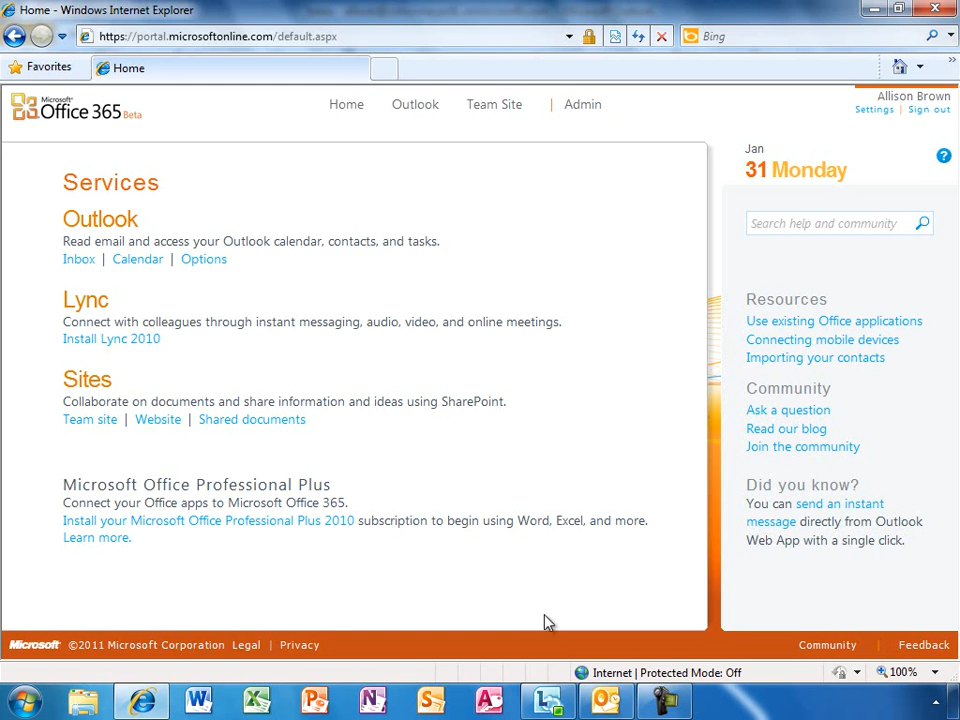 Home - Windows Internet Explorer
https://portal.microsoftonline.com/default.aspx
Bing
Favorites
Home
Microsoft
Office 365 Beta
Home
Outlook
Team Site
| Admin
Allison Brown
Settings | Sign out
Jan
31 Monday
Search help and community
Services
Outlook
Read email and access your Outlook calendar, contacts, and tasks.
Inbox | Calendar | Options
Lync
Connect with colleagues through instant messaging, audio, video, and online meetings.
Install Lync 2010
Sites
Collaborate on documents and share information and ideas using SharePoint.
Team site | Website | Shared documents
Microsoft Office Professional Plus
Connect your Office apps to Microsoft Office 365.
Install your Microsoft Office Professional Plus 2010 subscription to begin using Word, Excel, and more.
Learn more.
Resources
Use existing Office applications
Connecting mobile devices
Importing your contacts
Community
Ask a question
Read our blog
Join the community
Did you know?
You can send an instant
message directly from Outlook
Web App with a single click.
Microsoft ©2011 Microsoft Corporation Legal | Privacy
Community | Feedback
Internet | Protected Mode: Off
100%